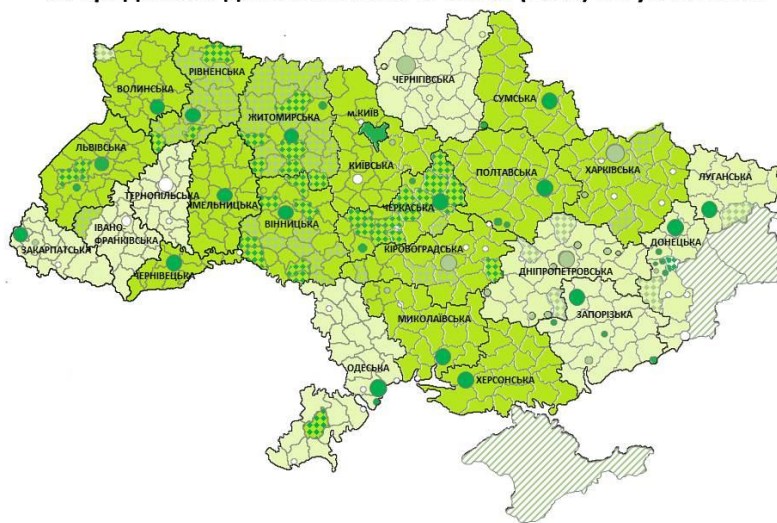 ВОЛИНСЬКА
РІВНЕНСЬКА
ЖИТОМИРСЬКА
м.КИЇВ
КИЇВСЬКА
ЧЕРНІГІВСЬКА
СУМСЬКА
ЛЬВІВСЬКА
ТЕРНОПІЛЬСЬКА
ХМЕЛЬНИЦЬКА
ВІННИЦЬКА
ЧЕРКАСЬКА
ПОЛТАВСЬКА
ХАРКІВСЬКА
ЛУГАНСЬКА
ЗАКАРПАТСЬКА
ІВАНО
ФРАНКІВСЬКА
ЧЕРНІВЕЦЬКА
КІРОВОГРАДСЬКА
ДНІПРОПЕТРОВСЬКА
ДОНЕЦЬКА
МИКОЛАЇВСЬКА
ЗАПОРІЗЬКА
ОДЕСЬКА
ХЕРСОНСЬКА